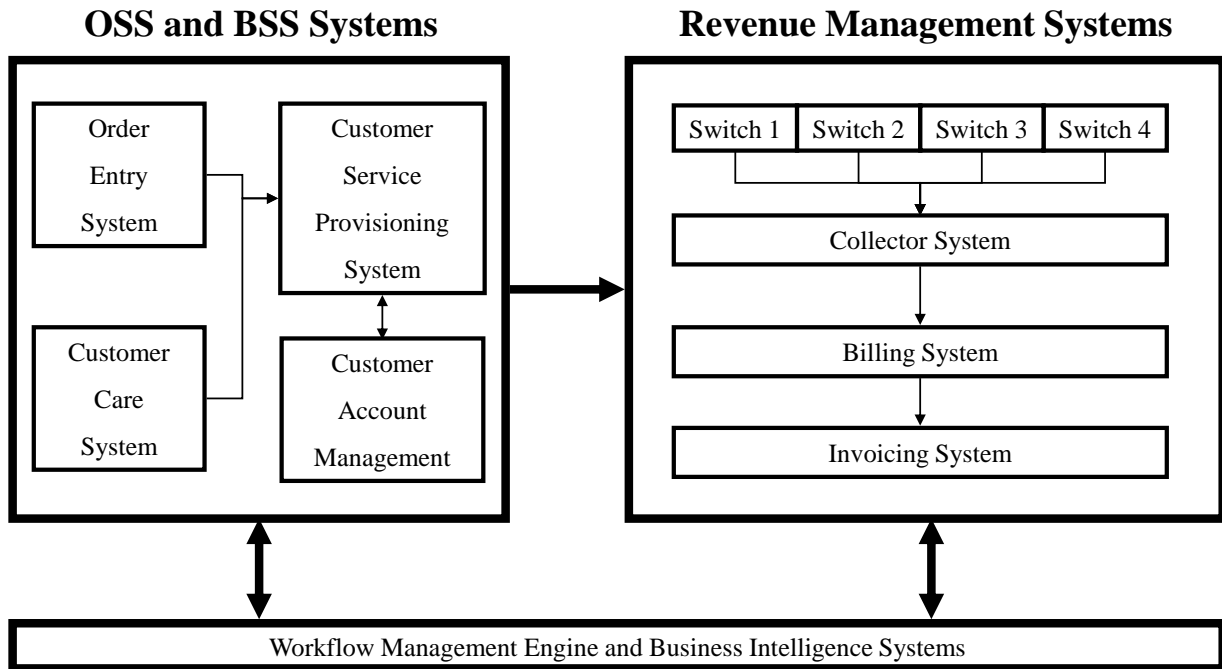 OSS and BSS Systems
Revenue Management Systems
Order
Entry
System
Customer
Service
Provisioning
System
Customer
Care
System
Customer
Account
Management
Switch 1
Switch 2
Switch 3
Switch 4
Collector System
Billing System
Invoicing System
Workflow Management Engine and Business Intelligence Systems